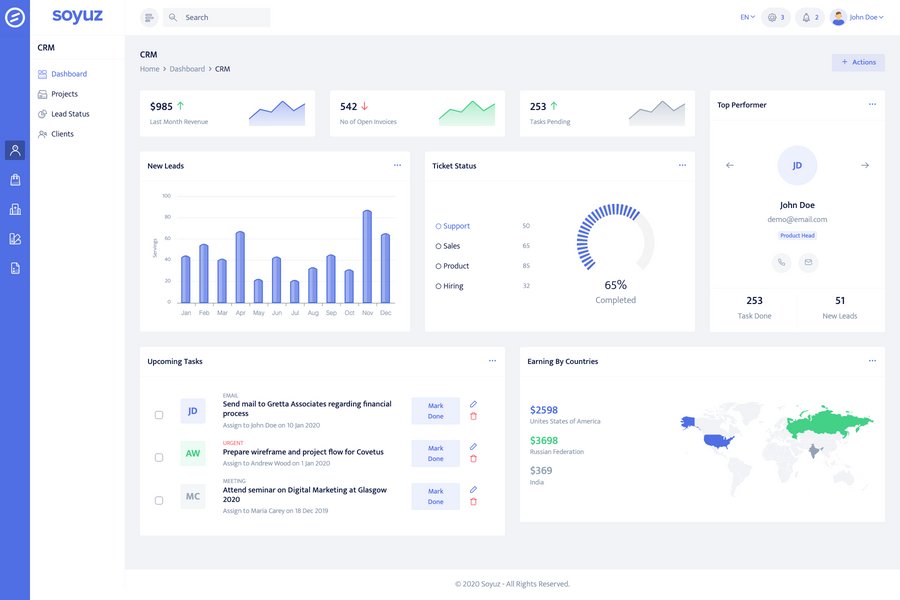 soyuz
Search
EN
3
2
John Doe
CRM
Dashboard
Projects
Lead Status
Clients
CRM
Home > Dashboard > CRM
+ Actions
$985
Last Month Revenue
542
No of Open Invoices
253
Tasks Pending
Top Performer
JD
John Doe
demo@email.com
Product Head
253
Task Done
51
New Leads
New Leads
Servings
100
80
60
40
20
0
Jan Feb Mar Apr May Jun Jul Aug Sep Oct Nov Dec
Ticket Status
Support 50
Sales 65
Product 85
Hiring 32
65%
Completed
Upcoming Tasks
JD
EMAIL
Send mail to Gretta Associates regarding financial
process
Assign to John Doe on 10 Jan 2020
Mark
Done
AW
URGENT
Prepare wireframe and project flow for Covetus
Assign to Andrew Wood on 1 Jan 2020
Mark
Done
MC
MEETING
Attend seminar on Digital Marketing at Glasgow
2020
Assign to Maria Carey on 18 Dec 2019
Mark
Done
Earning By Countries
$2598
Unites States of America
$3698
Russian Federation
$369
India
© 2020 Soyuz - All Rights Reserved.